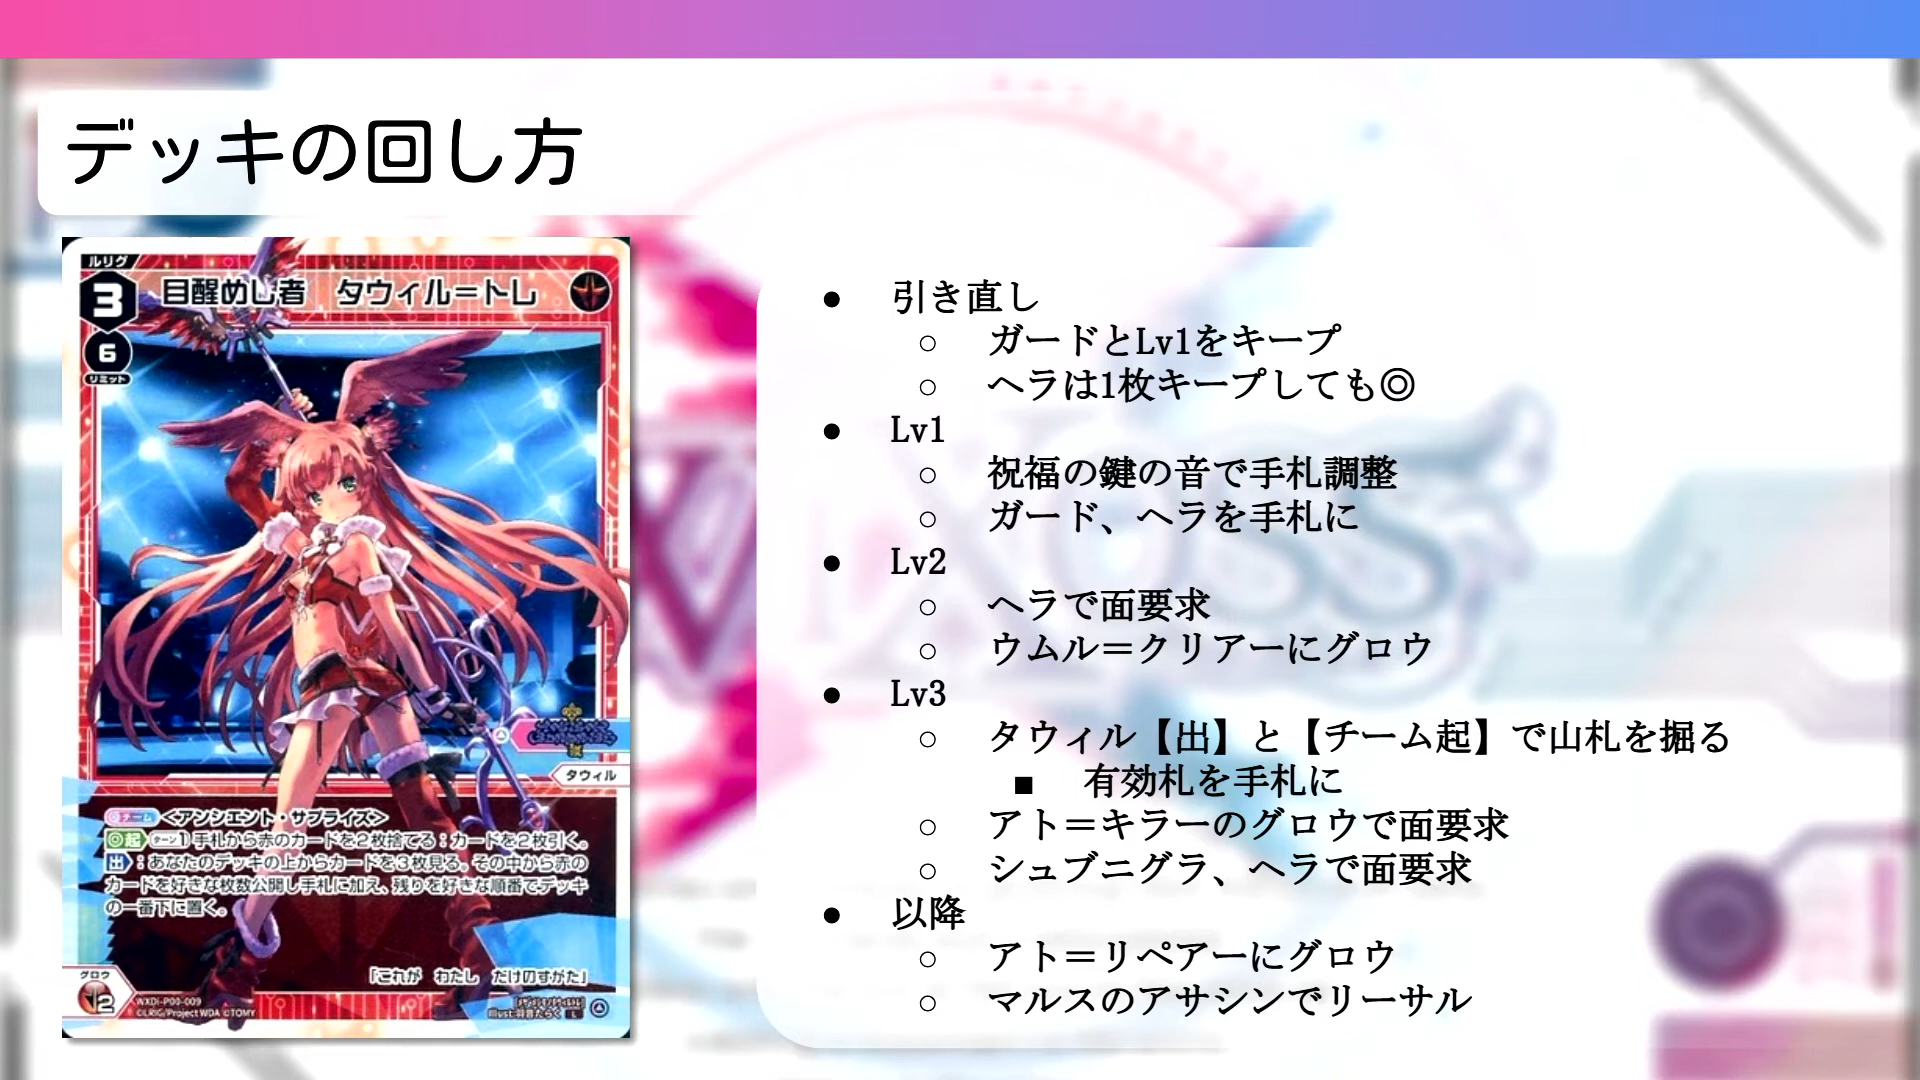 デッキの回し方
ルリグ
3
目醒めし者 タウィル＝トレ
6
リミット
タウィル
チーム ＜アンシエント・サプライズ＞
起 ターン1 手札から赤のカードを2枚捨てる：カードを2枚引く。
出：あなたのデッキの上からカードを3枚見る。その中から赤の
カードを好きな枚数公開し手札に加え、残りを好きな順番でデッキ
の一番下に置く。
「これが わたし だけのすがた」
グロウ
2
WXDi-P00-009
©LRIG/Project WDA ©TOMY
● 引き直し
○ ガードとLv1をキープ
○ ヘラは1枚キープしても◎
● Lv1
○ 祝福の鍵の音で手札調整
○ ガード、ヘラを手札に
● Lv2
○ ヘラで面要求
○ ウムル＝クリアーにグロウ
● Lv3
○ タウィル【出】と【チーム起】で山札を掘る
■ 有効札を手札に
○ アト＝キラーのグロウで面要求
○ シュブニグラ、ヘラで面要求
● 以降
○ アト＝リペアーにグロウ
○ マルスのアサシンでリーサル